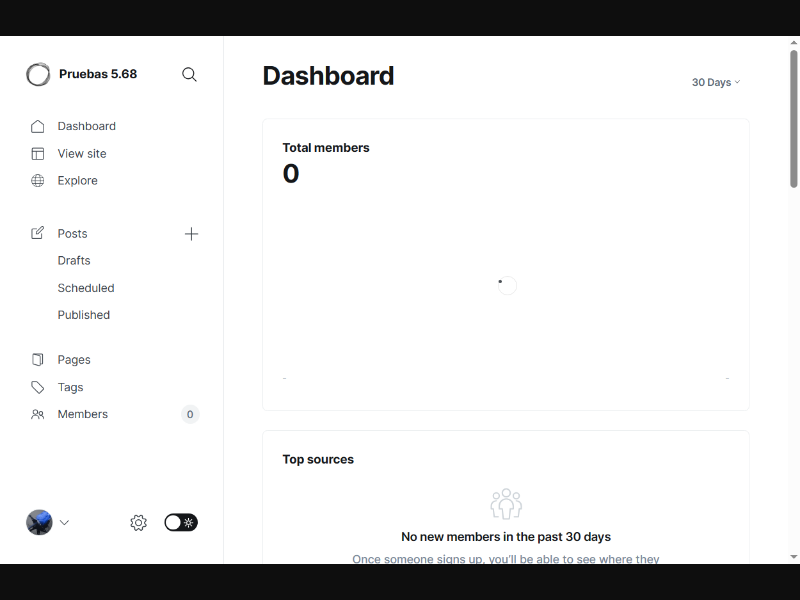 Pruebas 5.68
Dashboard
View site
Explore
Posts
Drafts
Scheduled
Published
Pages
Tags
Members 0
Dashboard
30 Days
Total members
0
-
-
Top sources
No new members in the past 30 days
Once someone signs up, you'll be able to see where they